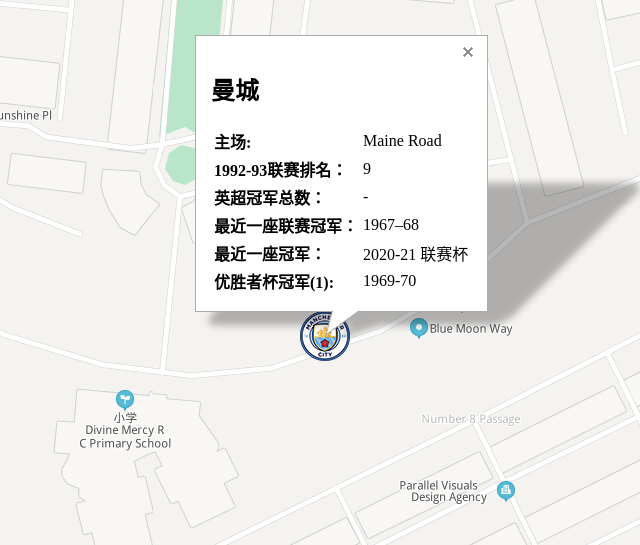 曼城
主场: Maine Road
1992-93联赛排名： 9
英超冠军总数： -
最近一座联赛冠军： 1967–68
最近一座冠军： 2020-21 联赛杯
优胜者杯冠军(1): 1969-70
unshine Pl
MANCHESTER
CITY
Blue Moon Way
小学
Divine Mercy R
C Primary School
Number 8 Passage
Parallel Visuals
Design Agency